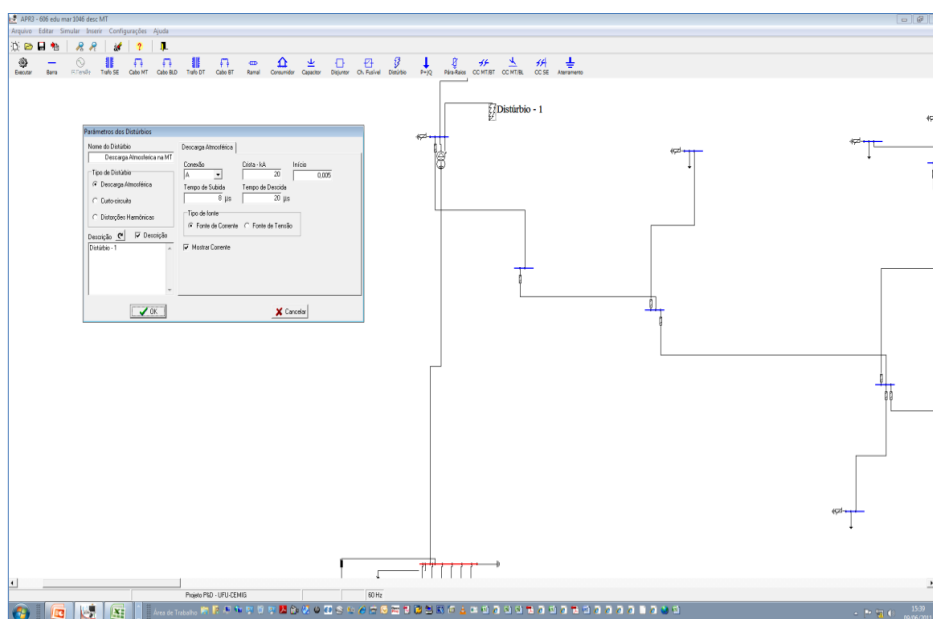 APR3 - 606 edu mar 1046 desc MT
Arquivo Editar Simular Inserir Configurações Ajuda
Executar Barra Trafo SE Cabo MT Cabo BLD Trafo DT Cabo BT Ramal Consumidor Capacitor Disjuntor Ch. Fusível Distúrbio P+jQ Pára-Raios CC MT/BT CC MT/BL CC SE Aterramento
Distúrbio - 1
Parâmetros dos Distúrbios
Nome do Distúrbio
Descarga Atmosférica na MT
Tipo de Distúrbio
Descarga Atmosférica
Curto-circuito
Distorções Harmônicas
Descrição Descrição
Distúrbio - 1
Descarga Atmosférica
Conexão Crista - kA Início
A 20 0,005
Tempo de Subida Tempo de Descida
8 µs 20 µs
Tipo de fonte
Fonte de Corrente Fonte de Tensão
Mostrar Corrente
OK Cancelar
Projeto P&D - UFU-CEMIG 60 Hz
Área de Trabalho
15:39